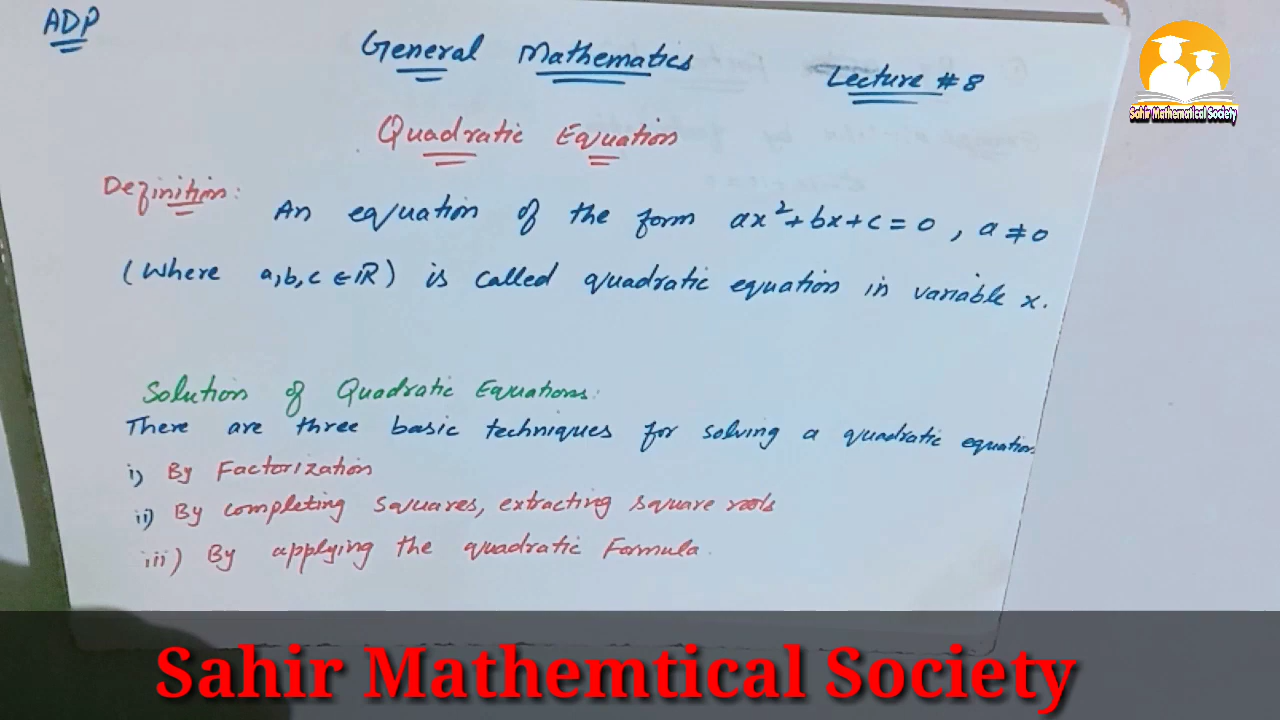 ADP
General Mathematics
Lecture # 8
Sahir Mathematical Society
Quadratic Equation
Definition:
An equation of the form ax²+bx+c=0, a≠0
(Where a,b,c ∈ ℝ) is called quadratic equation in variable x.
Solution of Quadratic Equations:
There are three basic techniques for solving a quadratic equation
i) By Factorization
ii) By completing squares, extracting square roots
iii) By applying the quadratic Formula.
Sahir Mathemtical Society